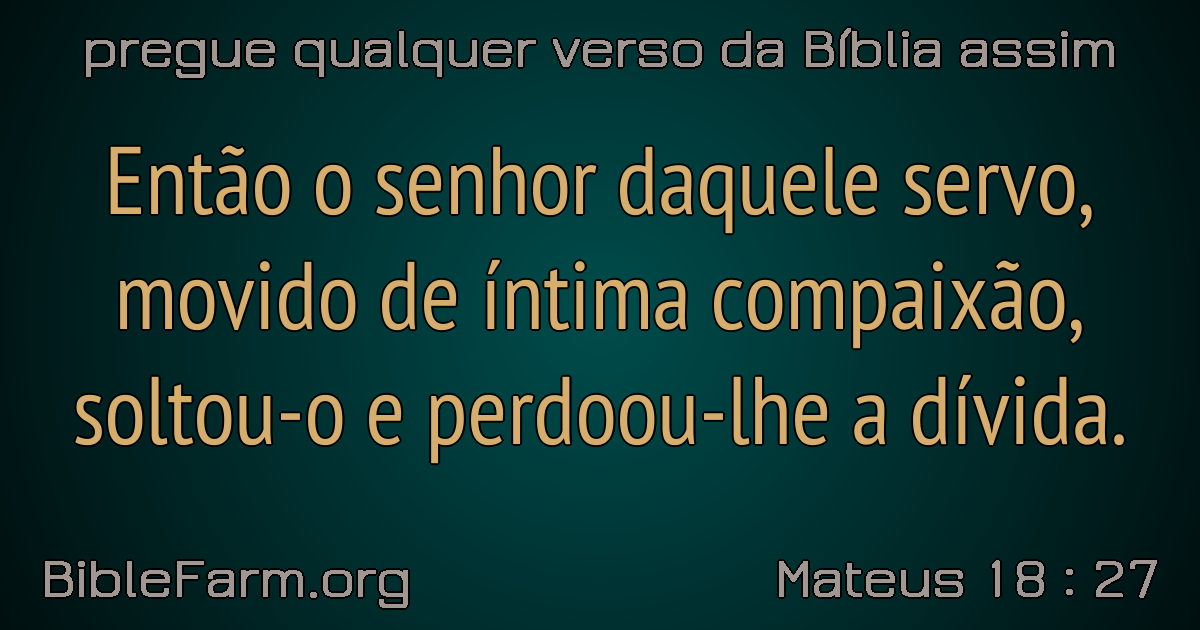 pregue qualquer verso da Bíblia assim
Então o senhor daquele servo,
movido de íntima compaixão,
soltou-o e perdoou-lhe a dívida.
BibleFarm.org
Mateus 18 : 27